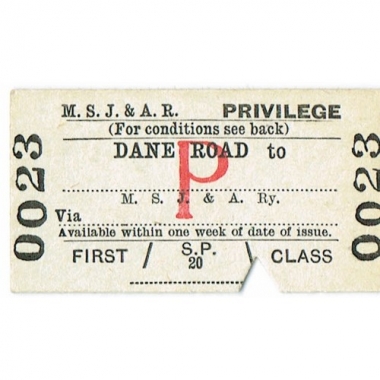 M. S. J. & A. R. PRIVILEGE
(For conditions see back)
DANE ROAD to
P
M. S. J. & A. Ry.
Via
Available within one week of date of issue.
FIRST / S.P. \ CLASS
20
0023
0023